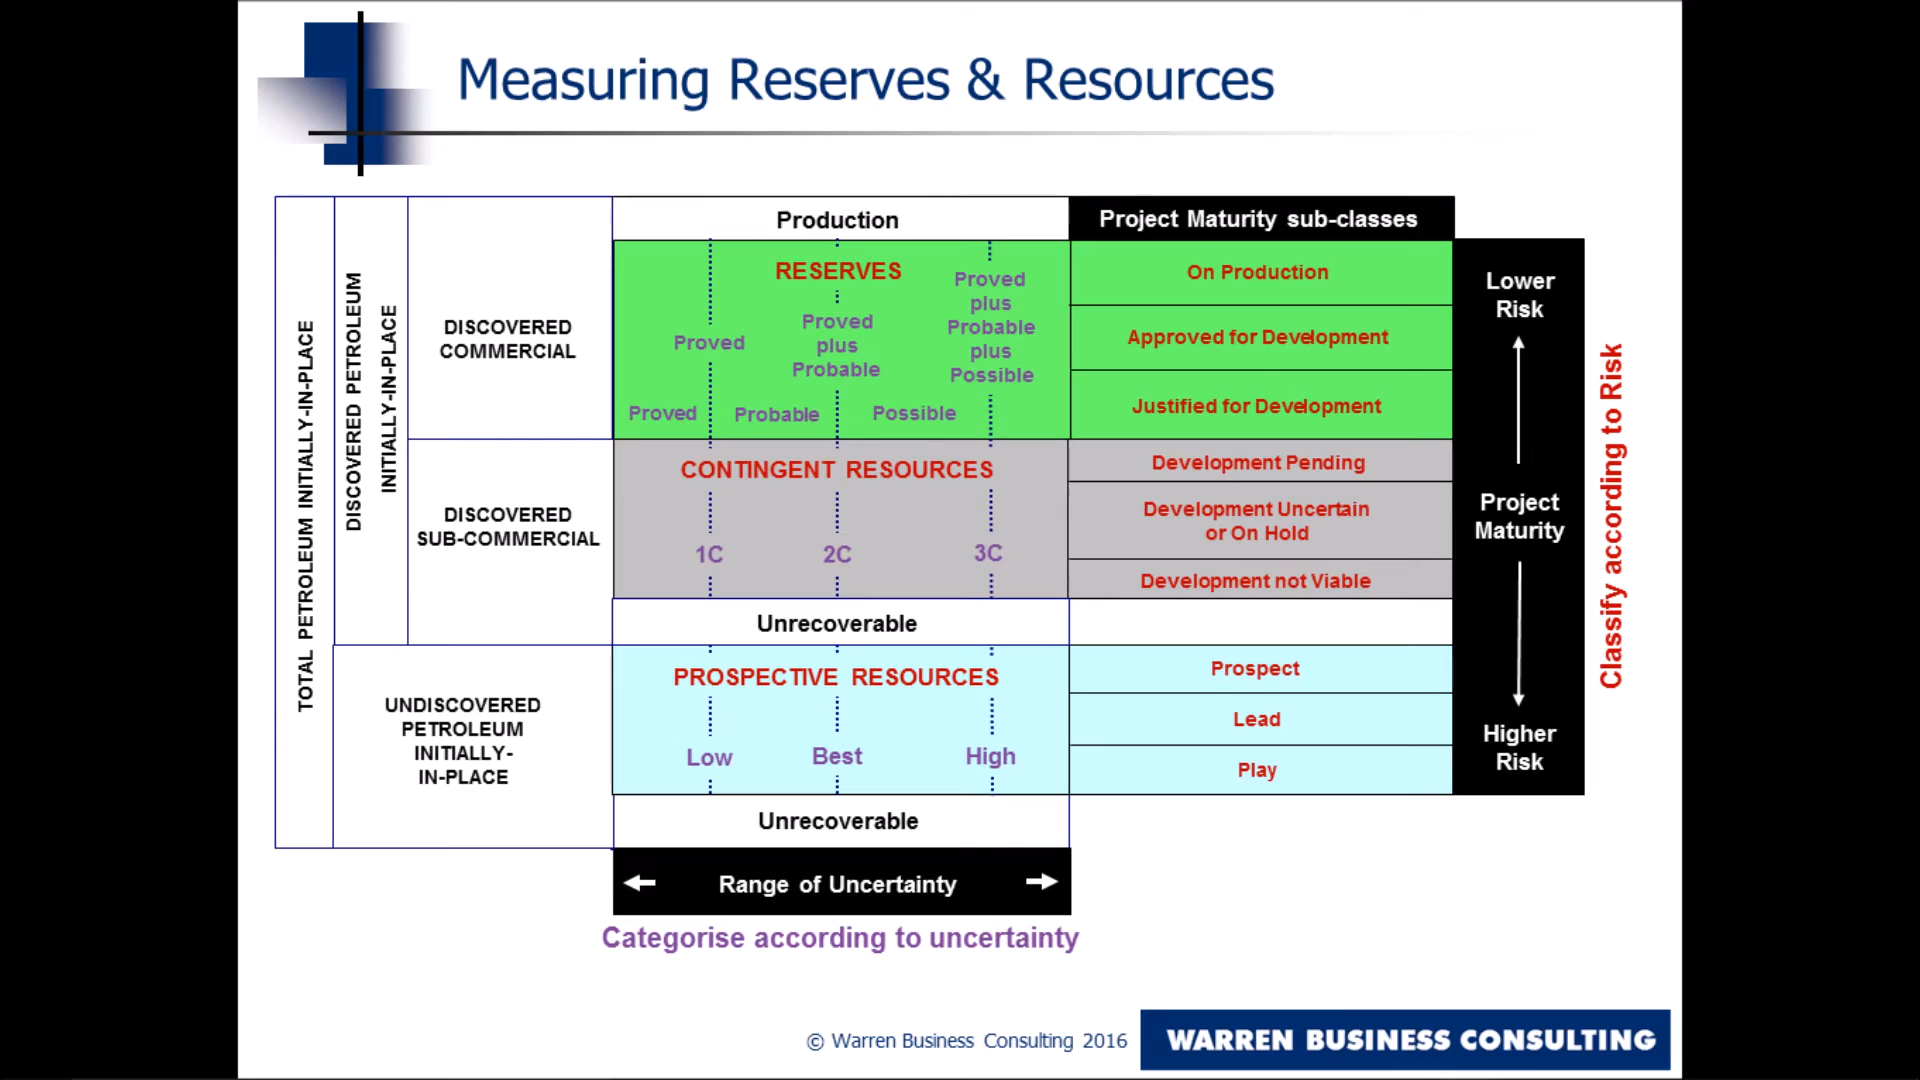 Measuring Reserves & Resources
TOTAL PETROLEUM INITIALLY-IN-PLACE
DISCOVERED PETROLEUM
INITIALLY-IN-PLACE
DISCOVERED
COMMERCIAL
DISCOVERED
SUB-COMMERCIAL
UNDISCOVERED
PETROLEUM
INITIALLY-
IN-PLACE
Production
RESERVES
Proved
Proved
plus
Probable
Proved
plus
Probable
plus
Possible
Proved
Probable
Possible
CONTINGENT RESOURCES
1C
2C
3C
Unrecoverable
PROSPECTIVE RESOURCES
Low
Best
High
Unrecoverable
Range of Uncertainty
Categorise according to uncertainty
Project Maturity sub-classes
On Production
Approved for Development
Justified for Development
Development Pending
Development Uncertain
or On Hold
Development not Viable
Prospect
Lead
Play
Lower
Risk
Project
Maturity
Higher
Risk
Classify according to Risk
© Warren Business Consulting 2016
WARREN BUSINESS CONSULTING